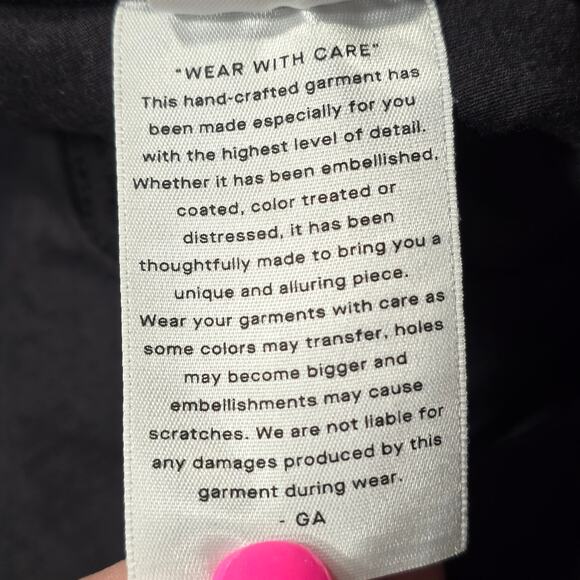 "WEAR WITH CARE"
This hand-crafted garment has
been made especially for you
with the highest level of detail.
Whether it has been embellished,
coated, color treated or
distressed, it has been
thoughtfully made to bring you a
unique and alluring piece.
Wear your garments with care as
some colors may transfer, holes
may become bigger and
embellishments may cause
scratches. We are not liable for
any damages produced by this
garment during wear.
- GA